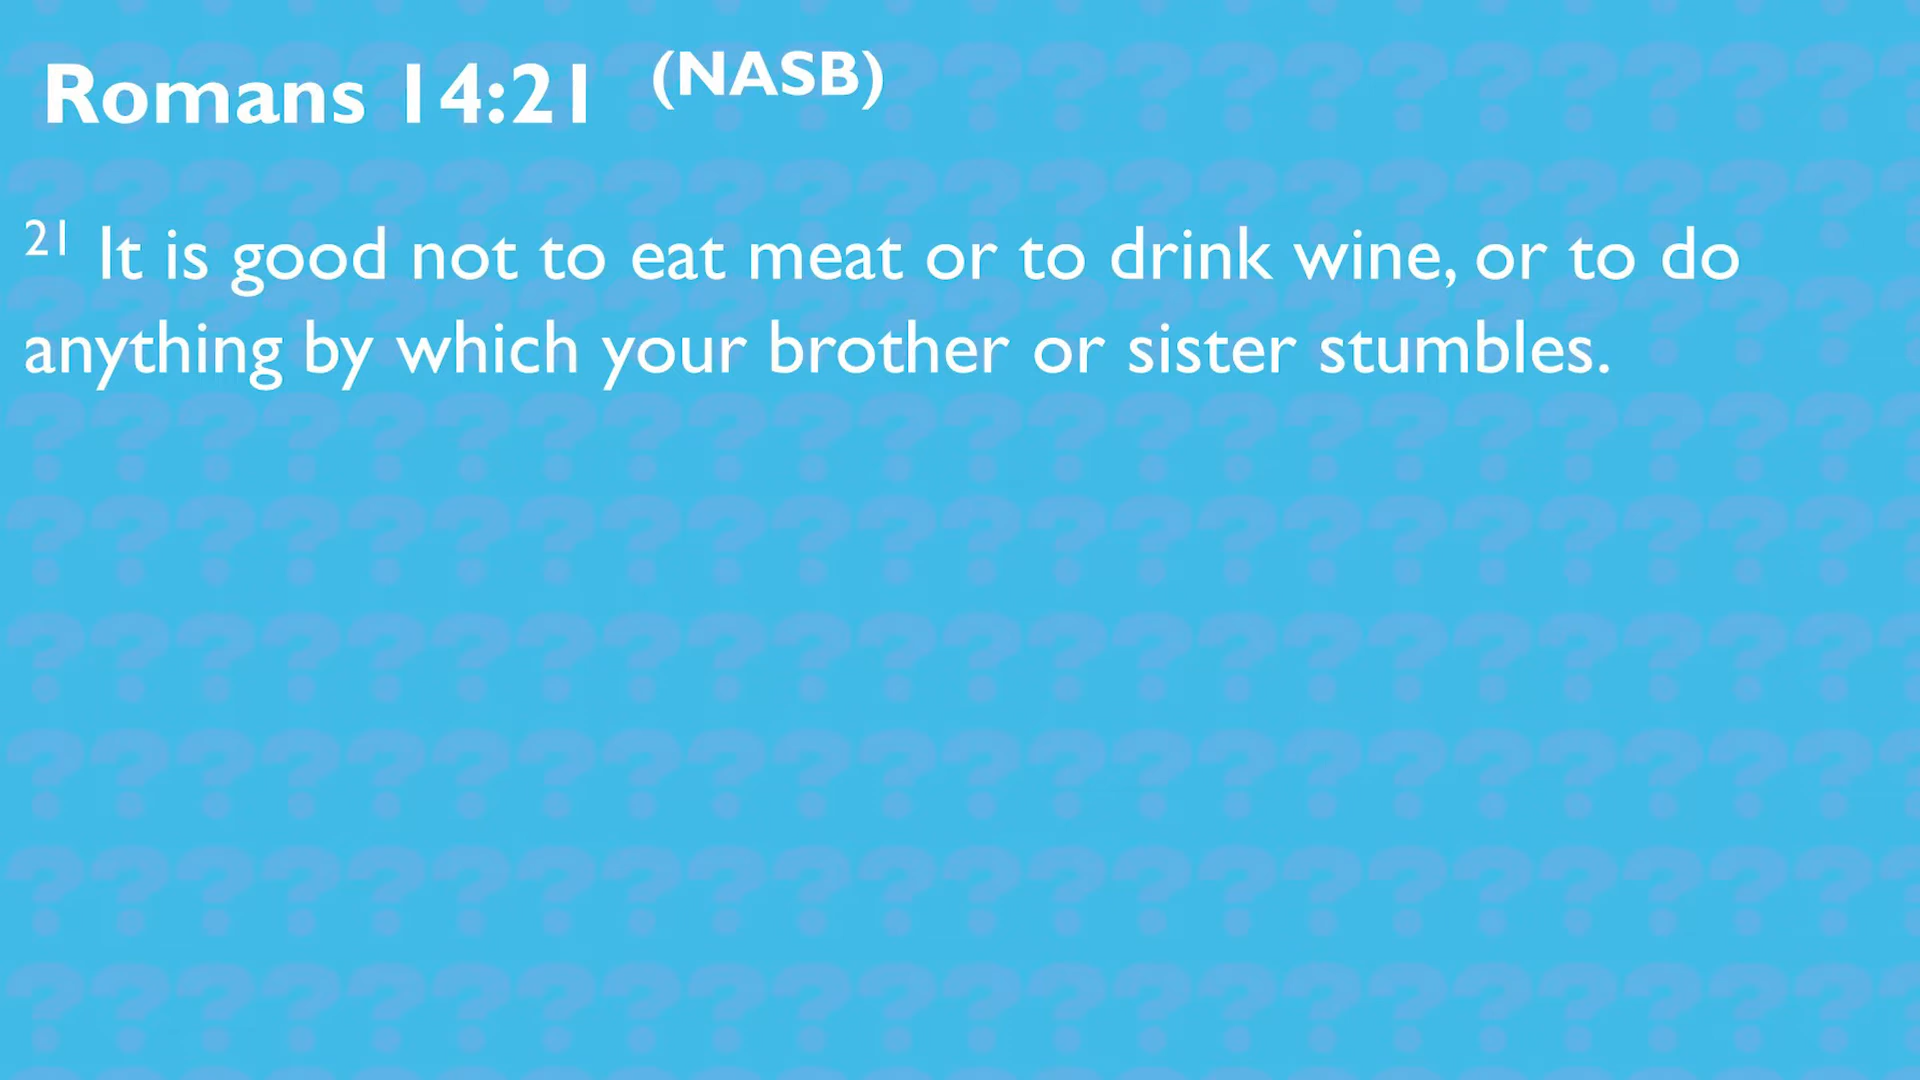 Romans 14:21 (NASB)
21 It is good not to eat meat or to drink wine, or to do
anything by which your brother or sister stumbles.